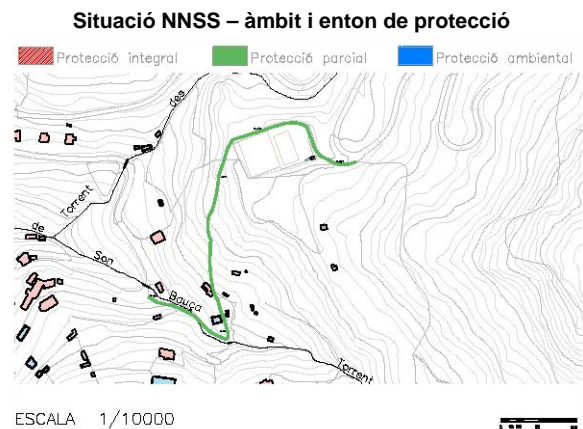 Situació NNSS – àmbit i enton de protecció
Protecció integral
Protecció parcial
Protecció ambiental
des
Torrent
de
Son
Bauça
Torrent
ESCALA 1/10000